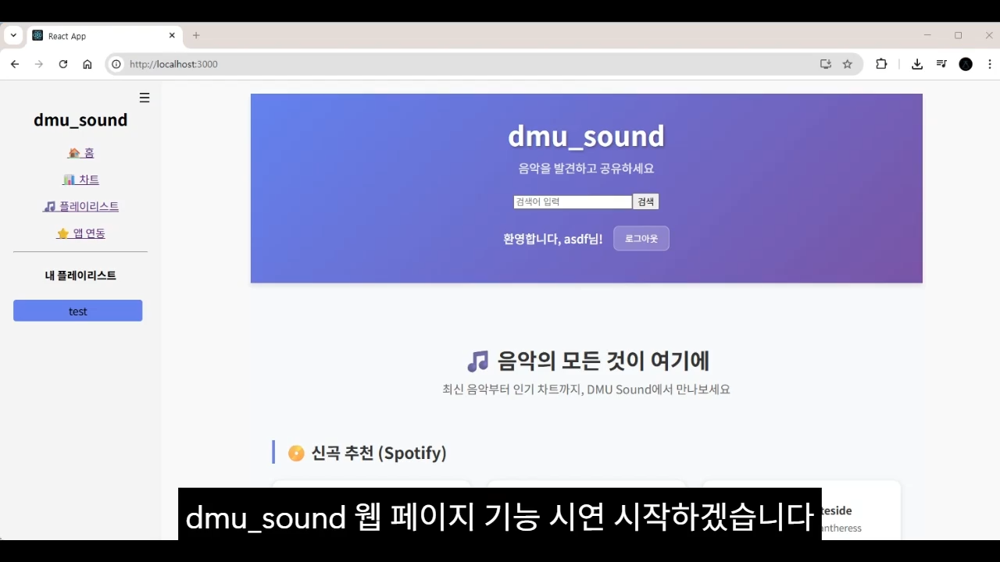 React App
http://localhost:3000
dmu_sound
홈
차트
플레이리스트
앱 연동
내 플레이리스트
test
dmu_sound
음악을 발견하고 공유하세요
검색어 입력 검색
환영합니다, asdf님! 로그아웃
음악의 모든 것이 여기에
최신 음악부터 인기 차트까지, DMU Sound에서 만나보세요
신곡 추천 (Spotify)
dmu_sound 웹 페이지 기능 시연 시작하겠습니다